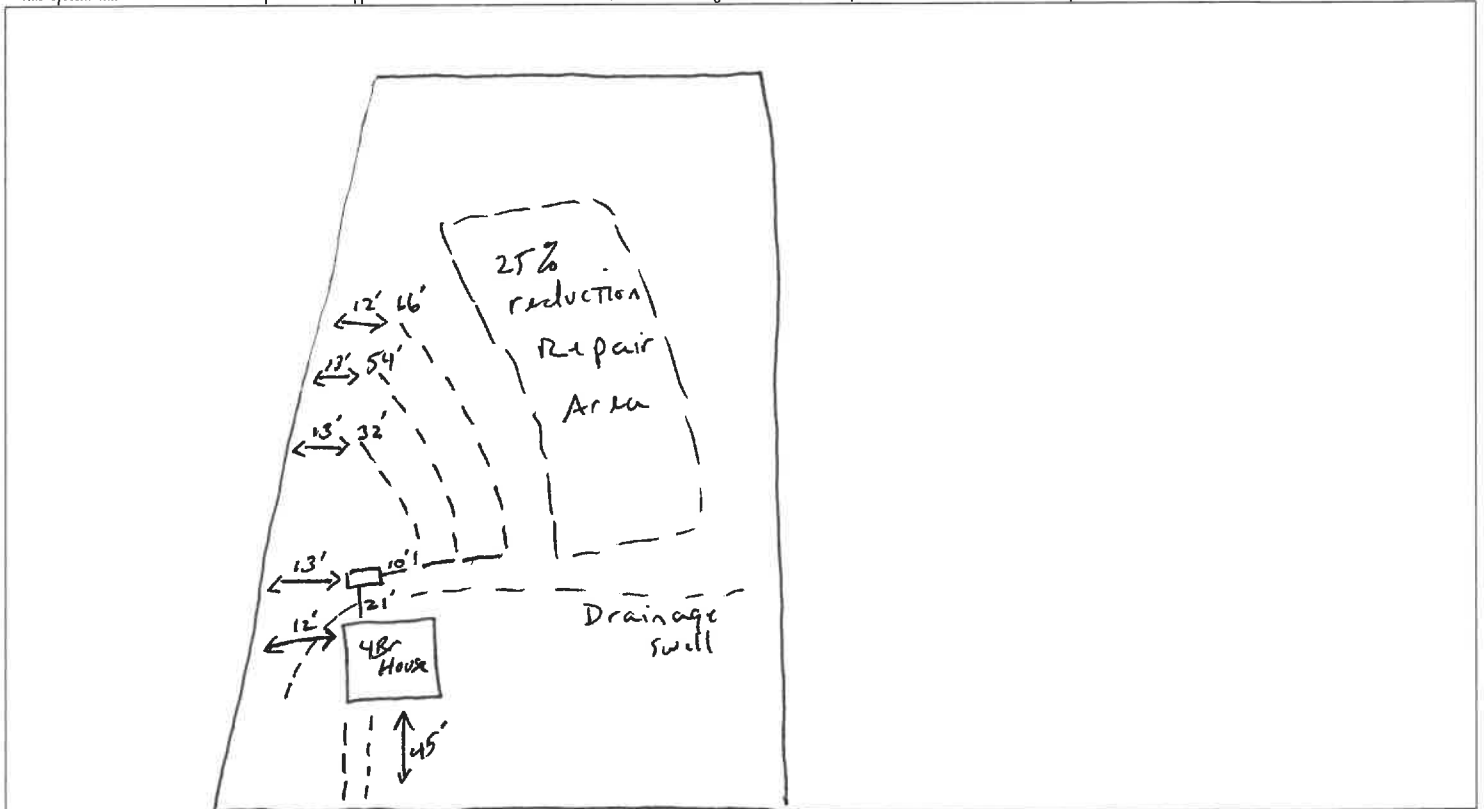 25%
reduction
Repair
Area
12' 66'
13' 54'
13' 32'
13'
10'
21'
12'
4Br
House
Drainage
Swell
45'